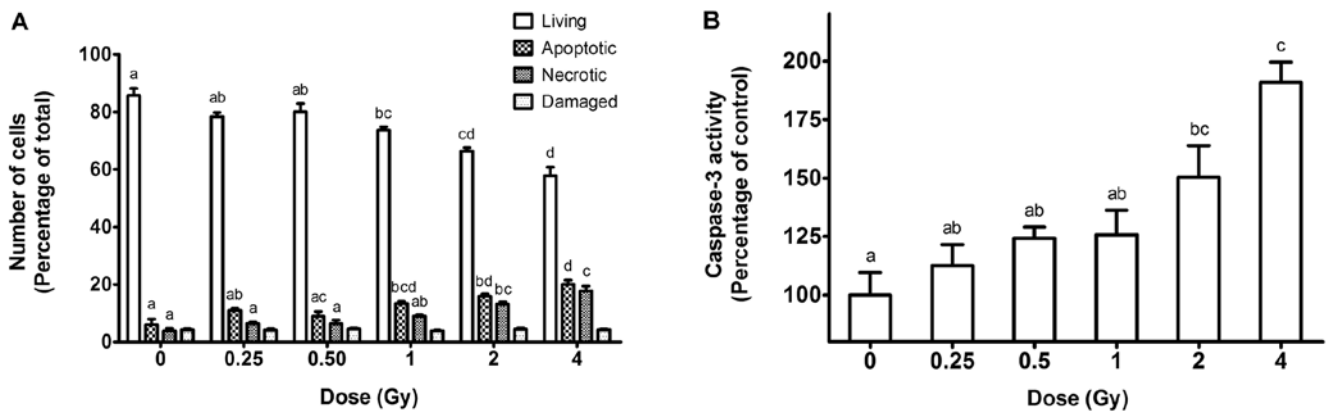 A
Living
Apoptotic
Necrotic
Damaged
Number of cells
(Percentage of total)
100
80
60
40
20
0
a
a
a
ab
ab
a
ab
ac
a
bc
bcd
ab
cd
bd
bc
d
d
c
0
0.25
0.50
1
2
4
Dose (Gy)
B
Caspase-3 activity
(Percentage of control)
200
175
150
125
100
a
ab
ab
ab
bc
c
0
0.25
0.5
1
2
4
Dose (Gy)